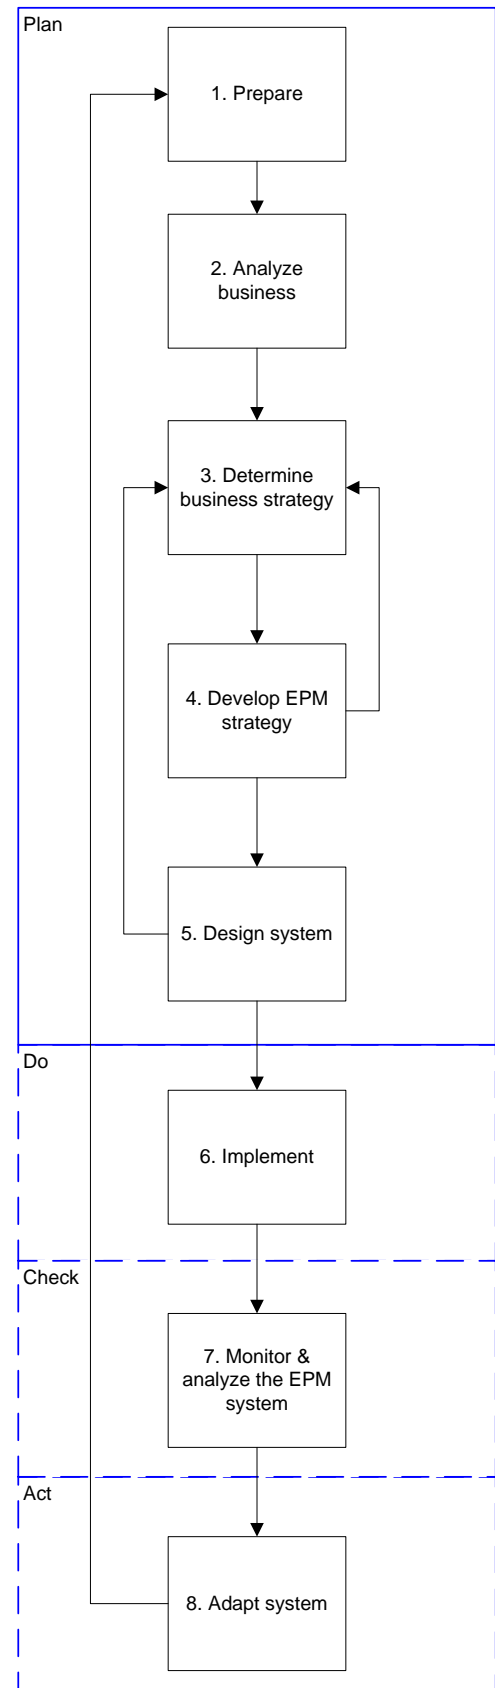 Plan
1. Prepare
2. Analyze
business
3. Determine
business strategy
4. Develop EPM
strategy
5. Design system
Do
6. Implement
Check
7. Monitor &
analyze the EPM
system
Act
8. Adapt system